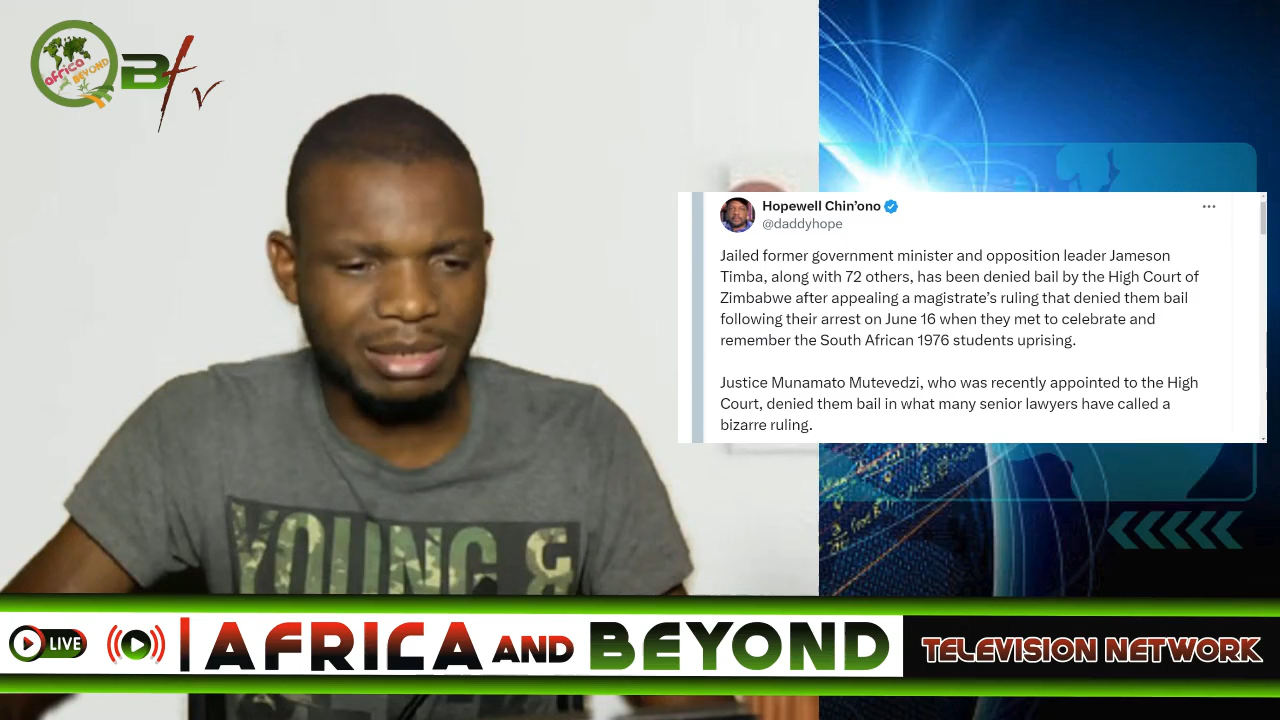 africa
BEYOND
B tv
Hopewell Chin'ono
@daddyhope
Jailed former government minister and opposition leader Jameson
Timba, along with 72 others, has been denied bail by the High Court of
Zimbabwe after appealing a magistrate's ruling that denied them bail
following their arrest on June 16 when they met to celebrate and
remember the South African 1976 students uprising.
Justice Munamato Mutevedzi, who was recently appointed to the High
Court, denied them bail in what many senior lawyers have called a
bizarre ruling.
YOUNG &
LIVE
AFRICA AND BEYOND
TELEVISION NETWORK